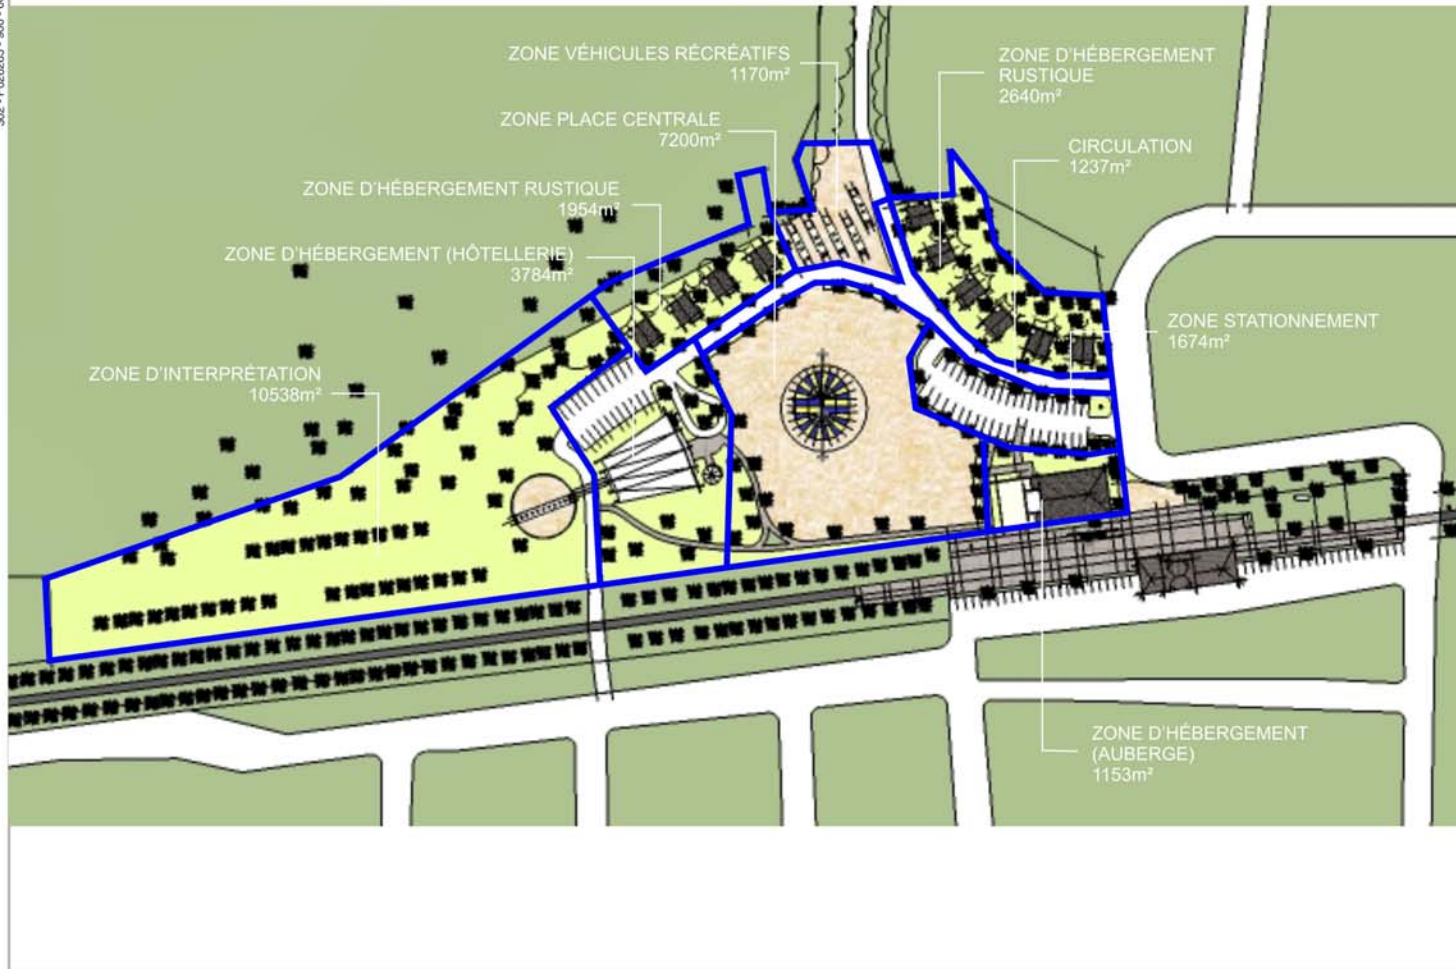 ZONE VÉHICULES RÉCRÉATIFS
1170m²
ZONE D'HÉBERGEMENT
RUSTIQUE
2640m²
ZONE PLACE CENTRALE
7200m²
CIRCULATION
1237m²
ZONE D'HÉBERGEMENT RUSTIQUE
1954m²
ZONE D'HÉBERGEMENT (HÔTELLERIE)
3784m²
ZONE STATIONNEMENT
1674m²
ZONE D'INTERPRÉTATION
10538m²
ZONE D'HÉBERGEMENT
(AUBERGE)
1153m²